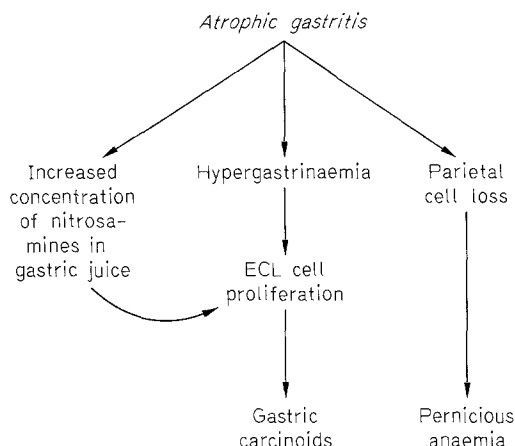 Atrophic gastritis
Increased
concentration
of nitrosa-
mines in
gastric juice
Hypergastrinaemia
Parietal
cell loss
ECL cell
proliferation
Gastric
carcinoids
Pernicious
anaemia